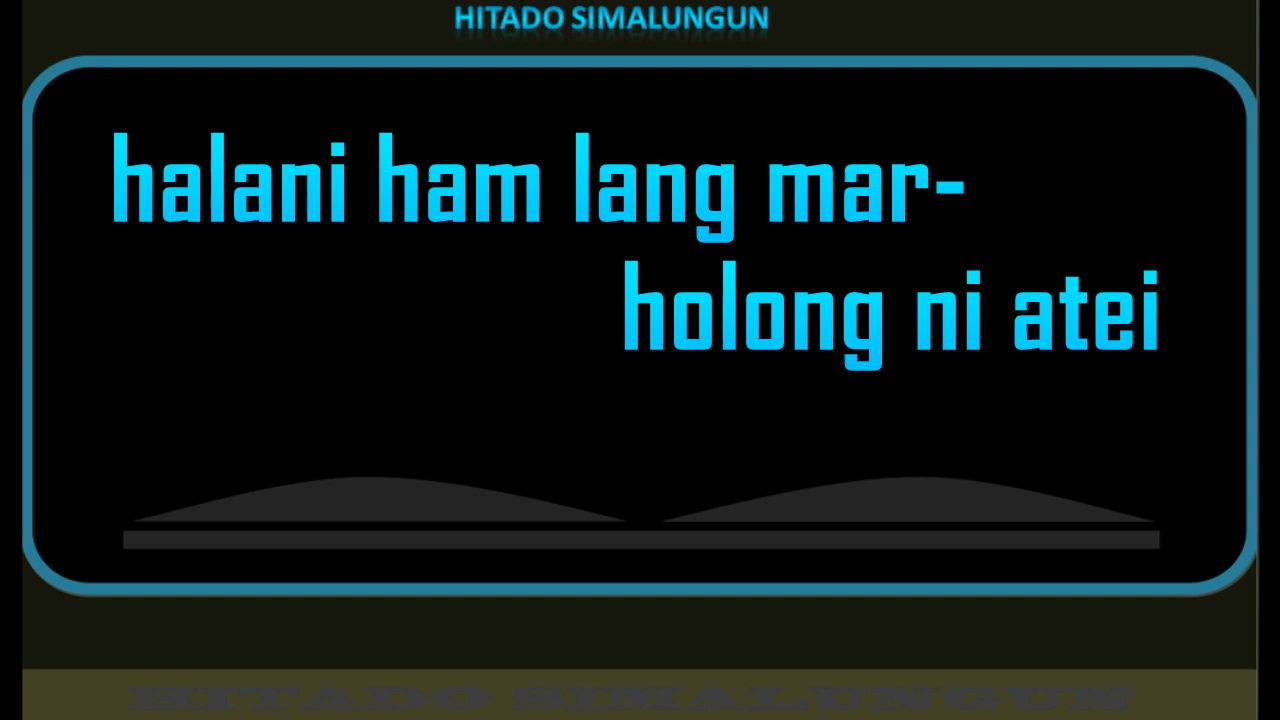 HITADO SIMALUNGUN
halani ham lang mar-
holong ni atei
HITADO SIMALUNGUN